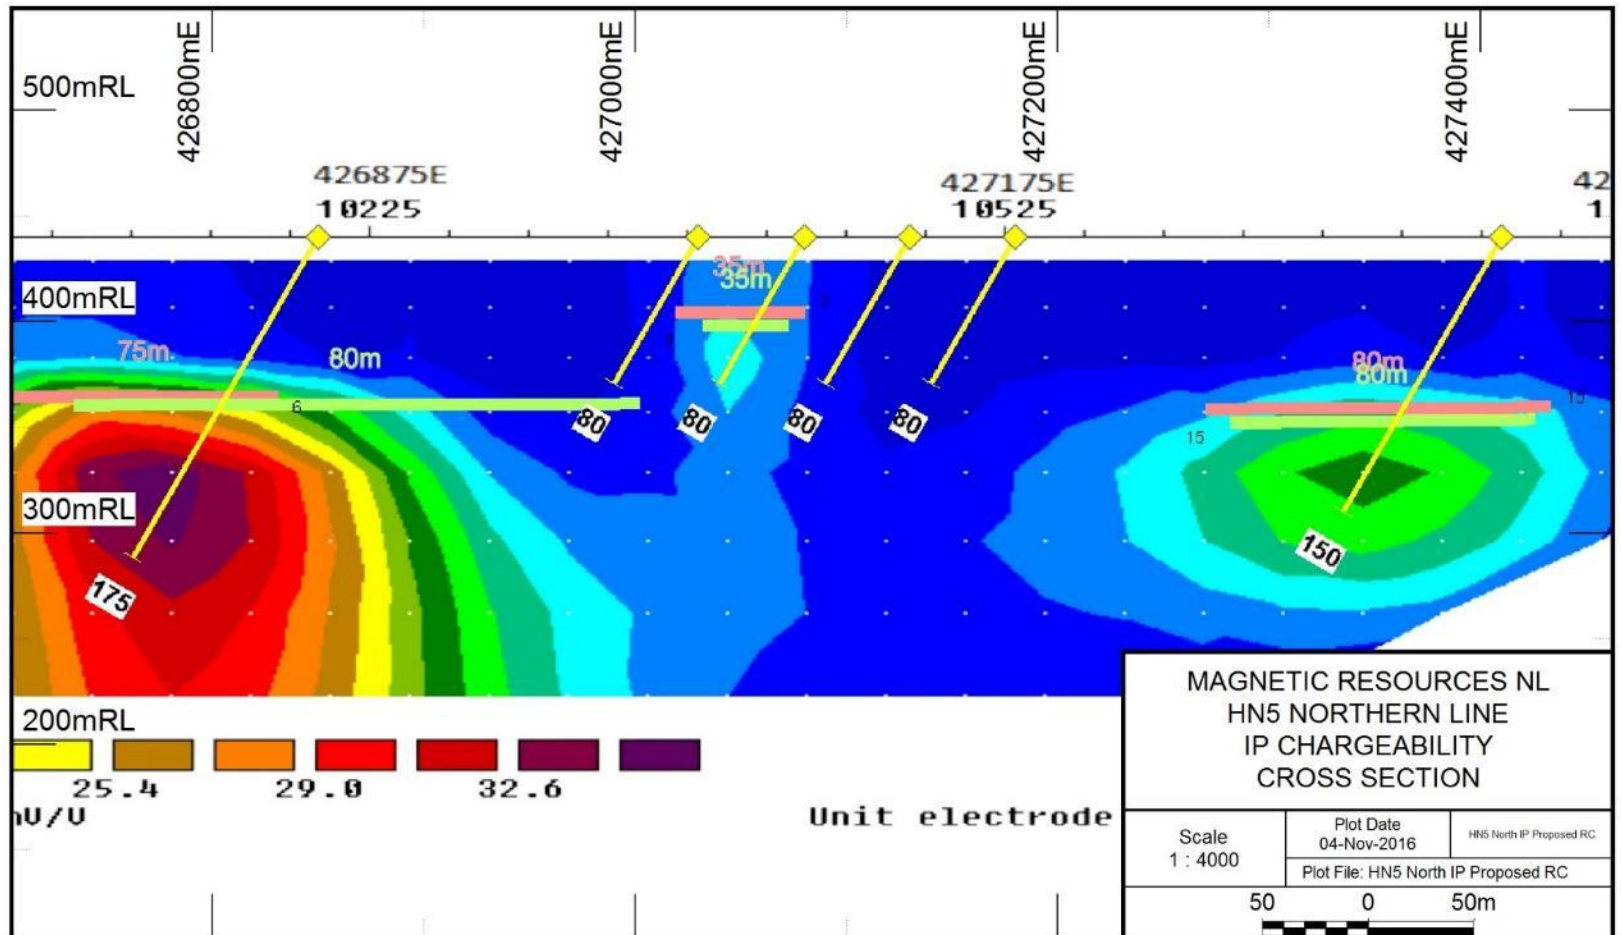 426800mE
427000mE
427200mE
427400mE
500mRL
426875E
10225
427175E
10525
42
1
400mRL
35m
35m
75m
80m
80m
80m
6
15
15
80
80
80
80
300mRL
175
150
200mRL
25.4
29.0
32.6
V/V
Unit electrode
MAGNETIC RESOURCES NL
HN5 NORTHERN LINE
IP CHARGEABILITY
CROSS SECTION
Scale
1 : 4000
Plot Date
04-Nov-2016
HN5 North IP Proposed RC
Plot File: HN5 North IP Proposed RC
50 0 50m